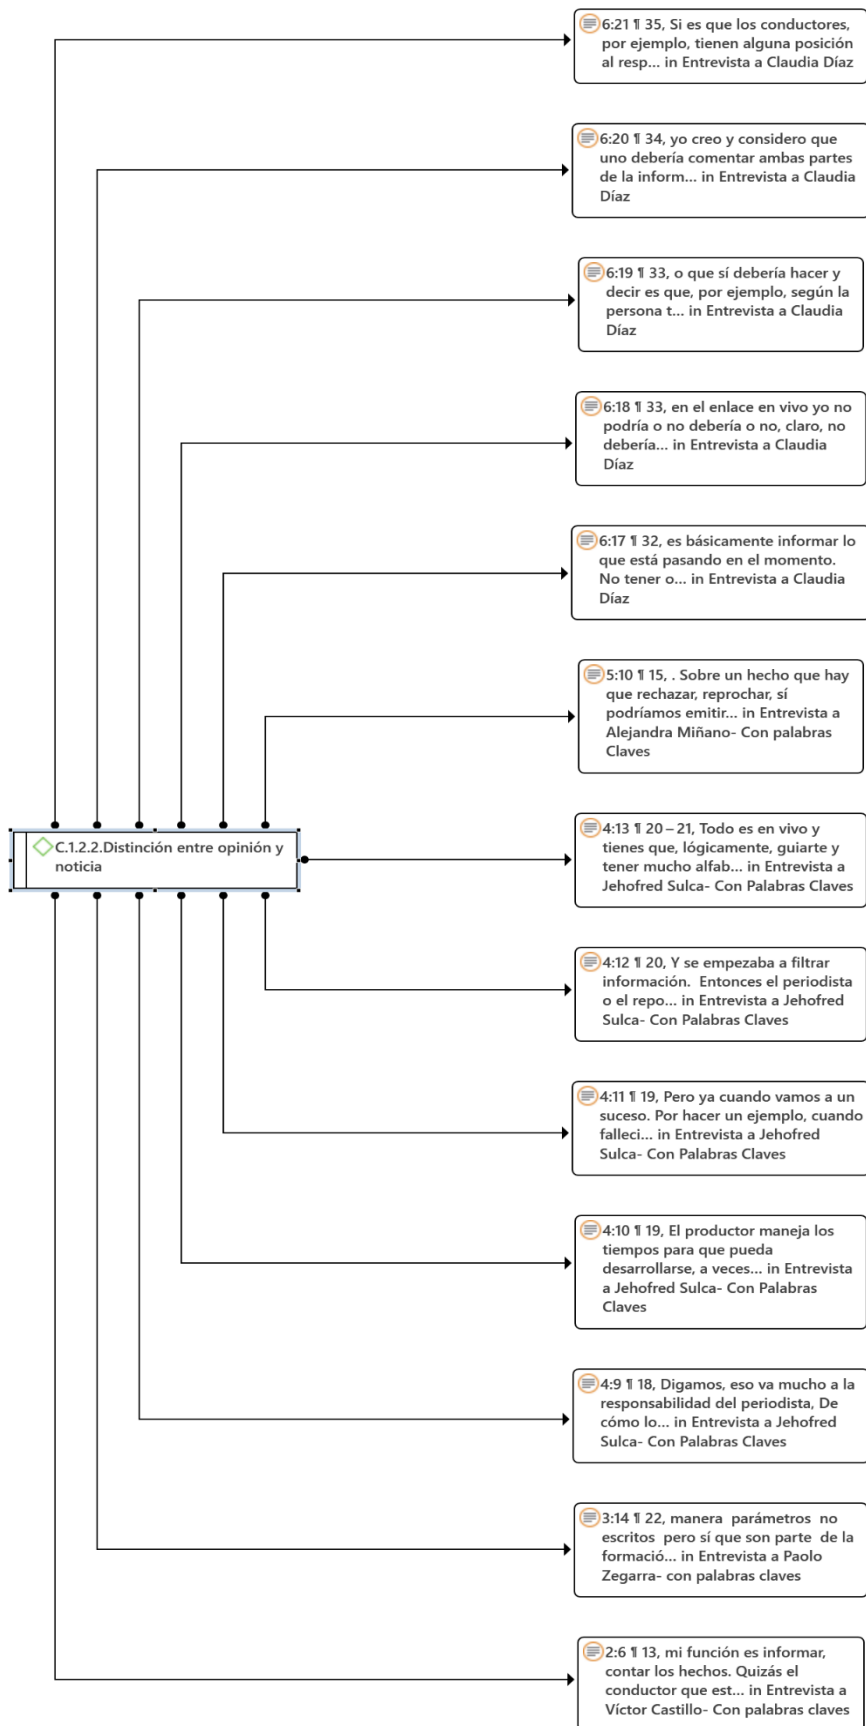 6:21 ¶ 35, Si es que los conductores,
por ejemplo, tienen alguna posición
al resp... in Entrevista a Claudia Díaz
6:20 ¶ 34, yo creo y considero que
uno debería comentar ambas partes
de la inform... in Entrevista a Claudia
Díaz
6:19 ¶ 33, o que sí debería hacer y
decir es que, por ejemplo, según la
persona t... in Entrevista a Claudia
Díaz
6:18 ¶ 33, en el enlace en vivo yo no
podría o no debería o no, claro, no
debería... in Entrevista a Claudia
Díaz
6:17 ¶ 32, es básicamente informar lo
que está pasando en el momento.
No tener o... in Entrevista a Claudia
Díaz
5:10 ¶ 15, . Sobre un hecho que hay
que rechazar, reprochar, sí
podríamos emitir... in Entrevista a
Alejandra Miñano- Con palabras
Claves
C.1.2.2.Distinción entre opinión y
noticia
4:13 ¶ 20 – 21, Todo es en vivo y
tienes que, lógicamente, guiarte y
tener mucho alfab... in Entrevista a
Jehofred Sulca- Con Palabras Claves
4:12 ¶ 20, Y se empezaba a filtrar
información. Entonces el periodista
o el repo... in Entrevista a Jehofred
Sulca- Con Palabras Claves
4:11 ¶ 19, Pero ya cuando vamos a un
suceso. Por hacer un ejemplo, cuando
falleci... in Entrevista a Jehofred
Sulca- Con Palabras Claves
4:10 ¶ 19, El productor maneja los
tiempos para que pueda
desarrollarse, a veces... in Entrevista
a Jehofred Sulca- Con Palabras
Claves
4:9 ¶ 18, Digamos, eso va mucho a la
responsabilidad del periodista, De
cómo lo... in Entrevista a Jehofred
Sulca- Con Palabras Claves
3:14 ¶ 22, manera parámetros no
escritos pero sí que son parte de la
formació... in Entrevista a Paolo
Zegarra- con palabras claves
2:6 ¶ 13, mi función es informar,
contar los hechos. Quizás el
conductor que est... in Entrevista a
Víctor Castillo- Con palabras claves